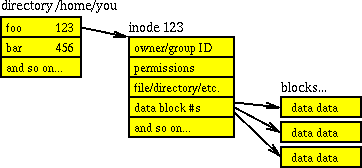 directory /home/you
foo 123
bar 456
and so on...
inode 123
owner/group ID
permissions
file/directory/etc.
data block #s
and so on...
blocks...
data data
data data
data data